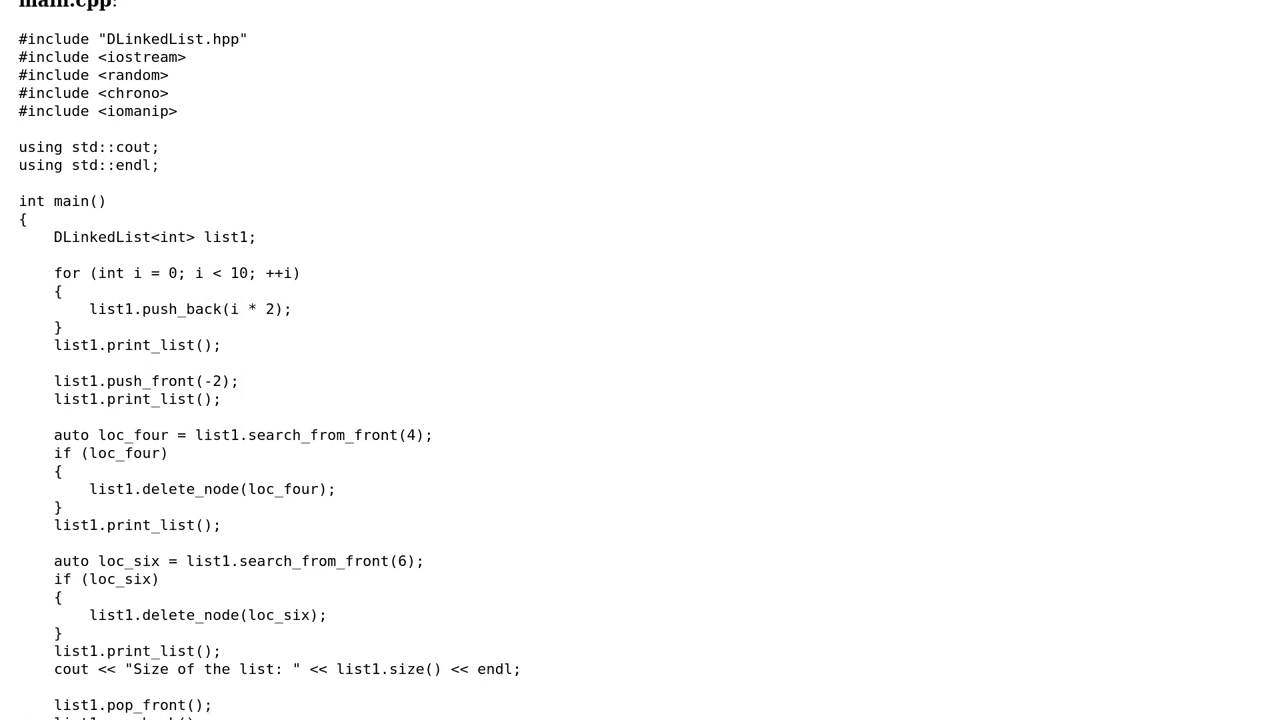 main.cpp:
#include "DLinkedList.hpp"
#include <iostream>
#include <random>
#include <chrono>
#include <iomanip>
using std::cout;
using std::endl;
int main()
{
    DLinkedList<int> list1;
    for (int i = 0; i < 10; ++i)
    {
        list1.push_back(i * 2);
    }
    list1.print_list();
    list1.push_front(-2);
    list1.print_list();
    auto loc_four = list1.search_from_front(4);
    if (loc_four)
    {
        list1.delete_node(loc_four);
    }
    list1.print_list();
    auto loc_six = list1.search_from_front(6);
    if (loc_six)
    {
        list1.delete_node(loc_six);
    }
    list1.print_list();
    cout << "Size of the list: " << list1.size() << endl;
    list1.pop_front();